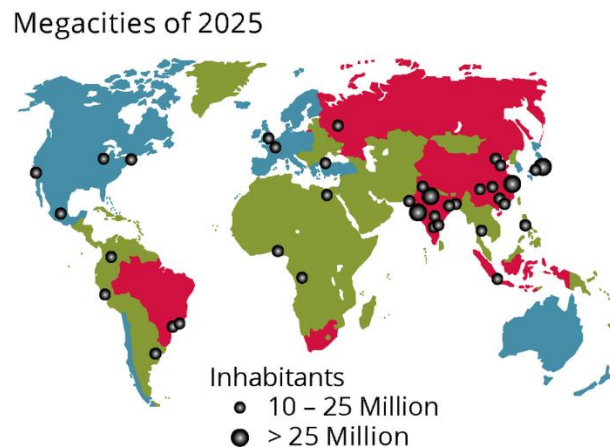 Megacities of 2025
Inhabitants
10 – 25 Million
> 25 Million